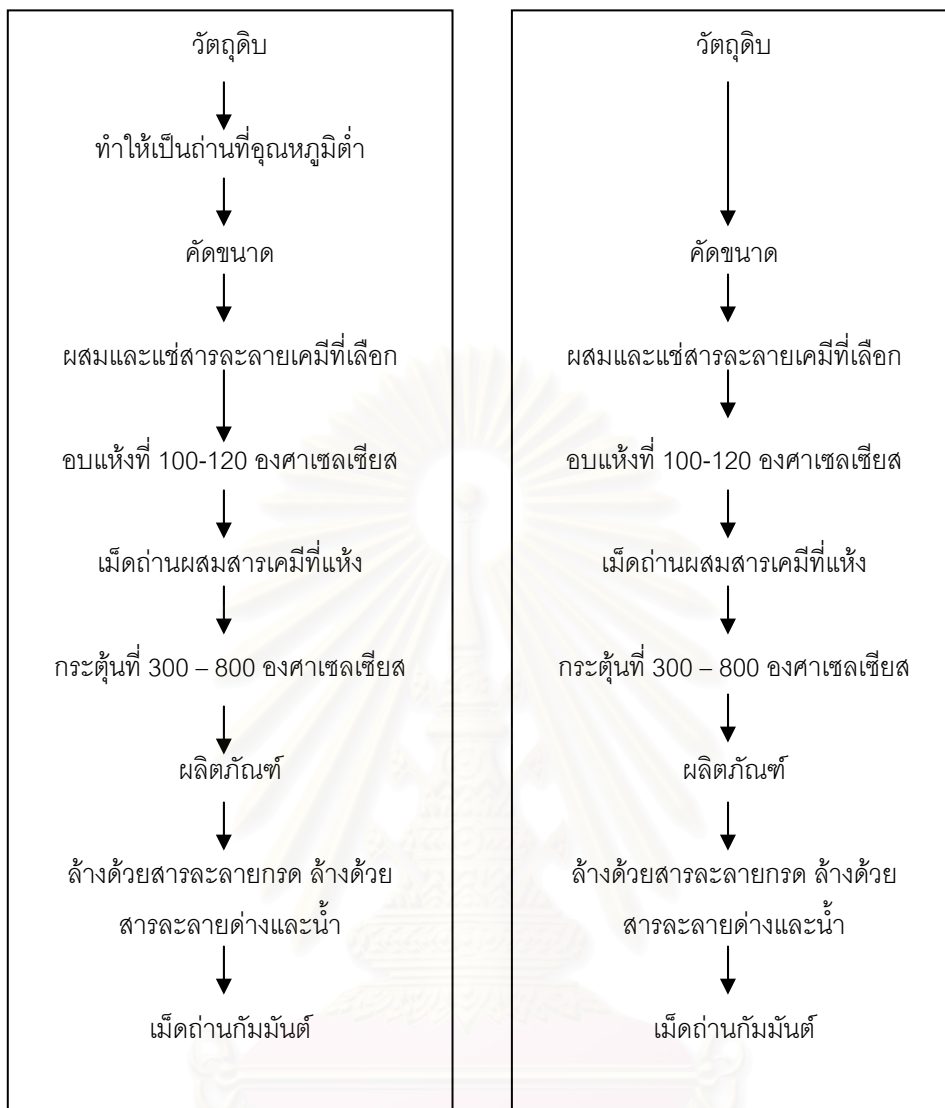 วัตถุดิบ
ทำให้เป็นถ่านที่อุณหภูมิต่ำ
คัดขนาด
ผสมและแช่สารละลายเคมีที่เลือก
อบแห้งที่ 100-120 องศาเซลเซียส
เม็ดถ่านผสมสารเคมีที่แห้ง
กระตุ้นที่ 300 – 800 องศาเซลเซียส
ผลิตภัณฑ์
ล้างด้วยสารละลายกรด ล้างด้วย
สารละลายด่างและน้ำ
เม็ดถ่านกัมมันต์
วัตถุดิบ
คัดขนาด
ผสมและแช่สารละลายเคมีที่เลือก
อบแห้งที่ 100-120 องศาเซลเซียส
เม็ดถ่านผสมสารเคมีที่แห้ง
กระตุ้นที่ 300 – 800 องศาเซลเซียส
ผลิตภัณฑ์
ล้างด้วยสารละลายกรด ล้างด้วย
สารละลายด่างและน้ำ
เม็ดถ่านกัมมันต์